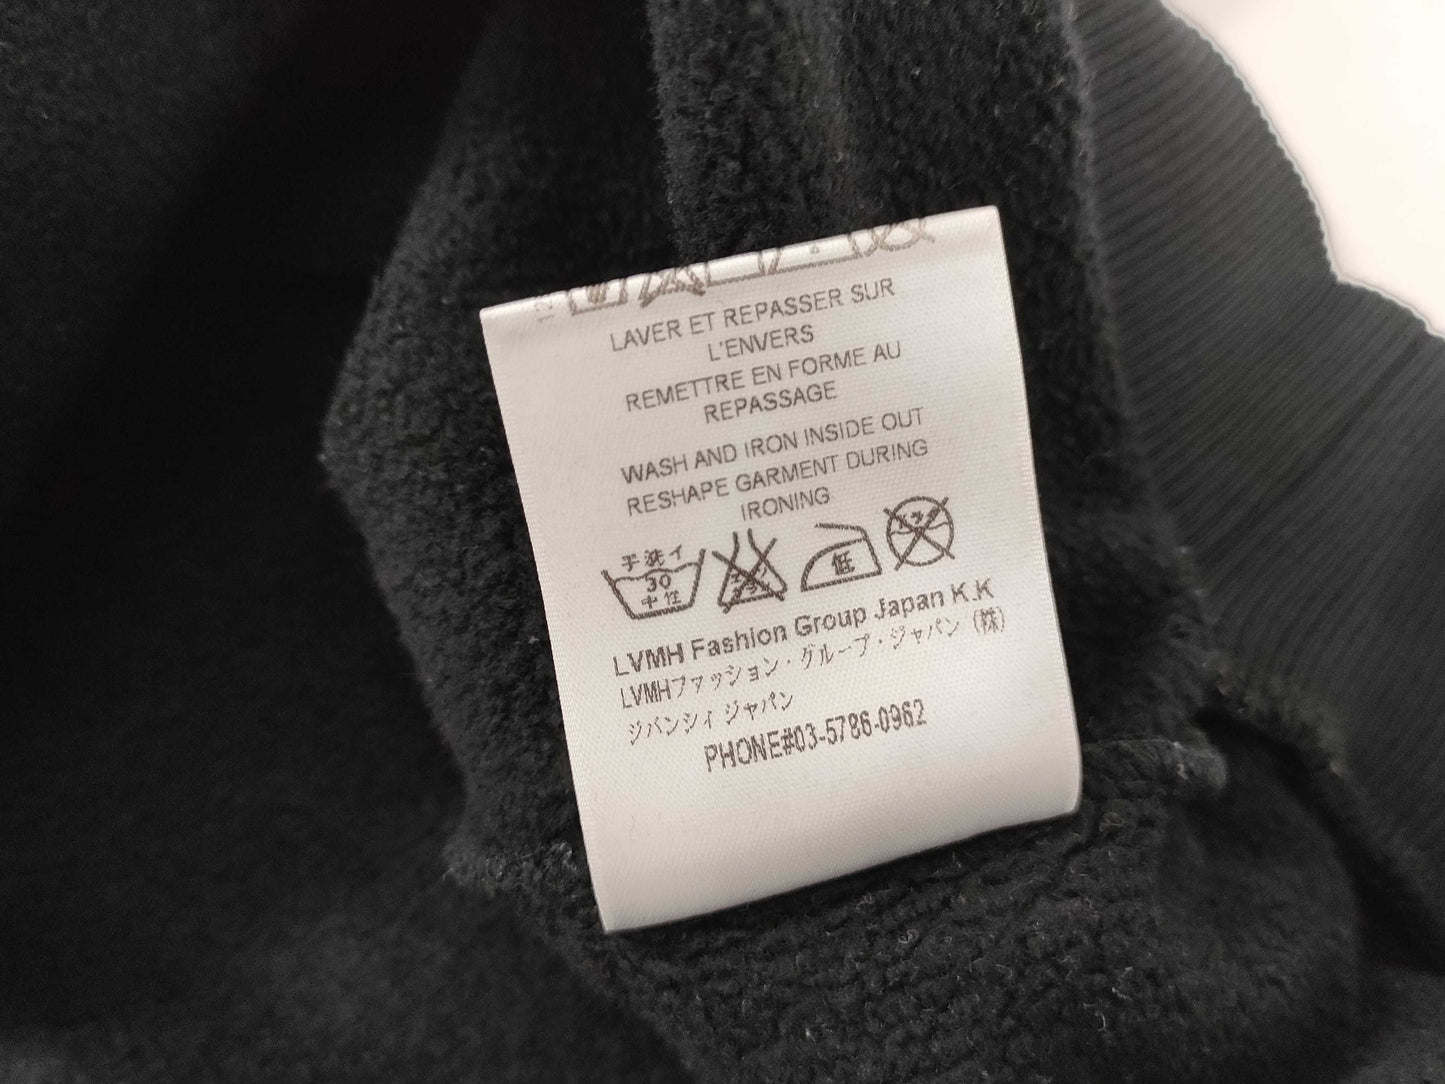 LAVER ET REPASSER SUR
L'ENVERS
REMETTRE EN FORME AU
REPASSAGE
WASH AND IRON INSIDE OUT
RESHAPE GARMENT DURING
IRONING
手洗イ
30
中性
低
ドライ
LVMH Fashion Group Japan K.K
LVMHファッション・グループ・ジャパン（株）
ジバンシィ ジャパン
PHONE#03-5786-0962